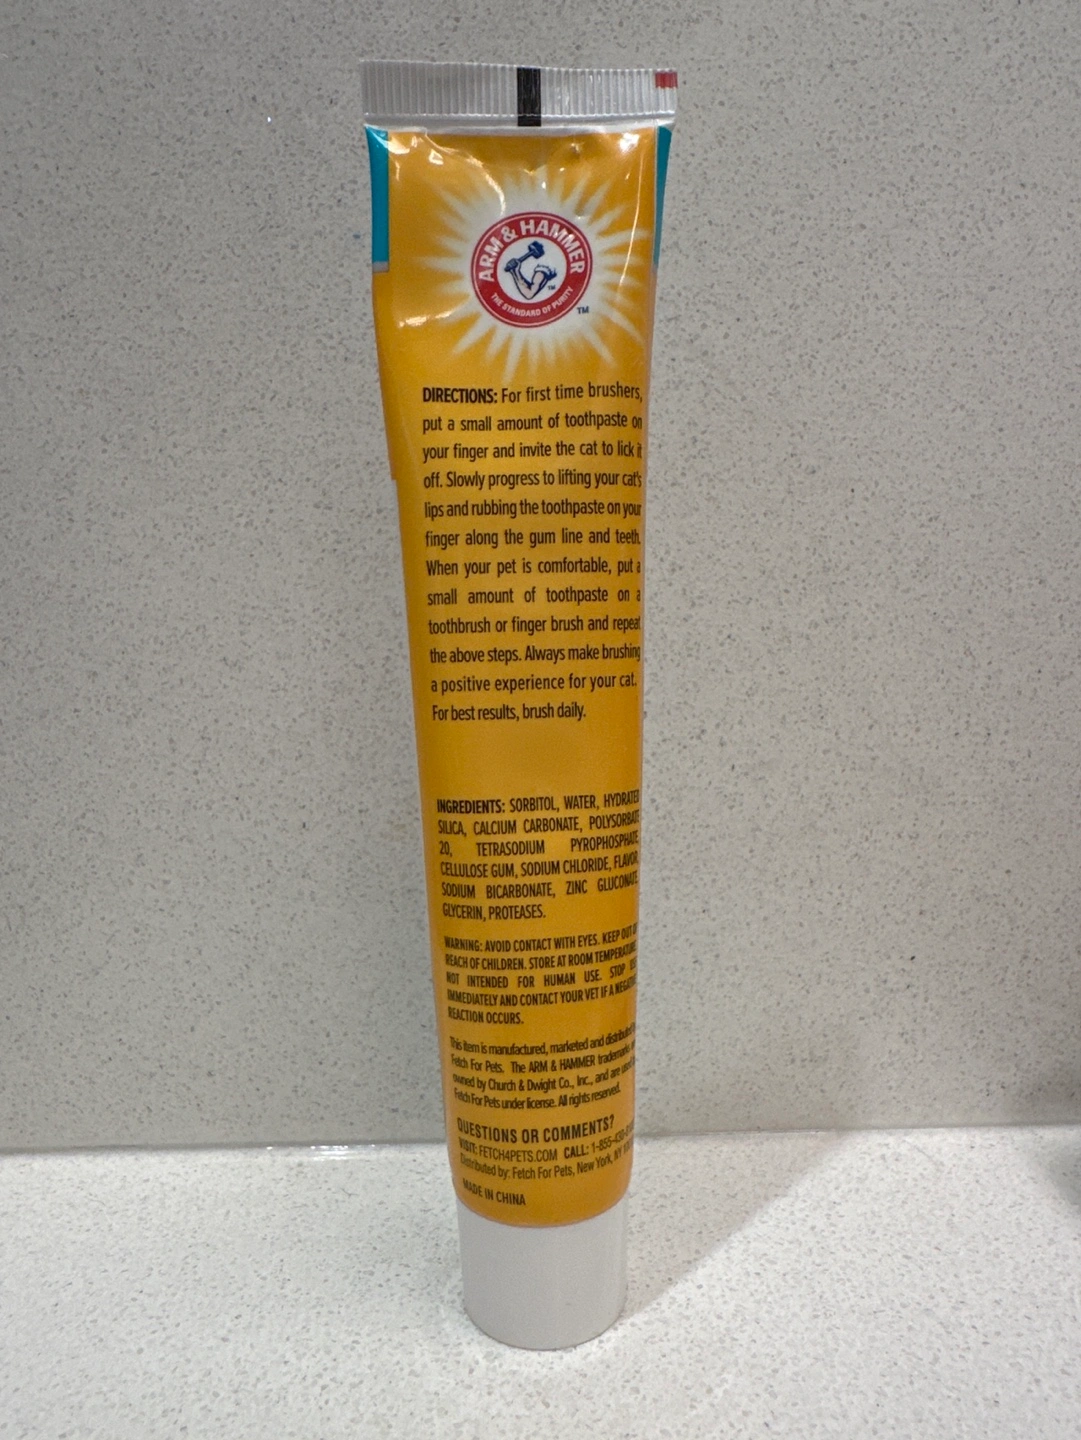 ARM & HAMMER
THE STANDARD OF PURITY
TM
TM
DIRECTIONS: For first time brushers,
put a small amount of toothpaste on
your finger and invite the cat to lick it
off. Slowly progress to lifting your cat's
lips and rubbing the toothpaste on your
finger along the gum line and teeth.
When your pet is comfortable, put a
small amount of toothpaste on a
toothbrush or finger brush and repeat
the above steps. Always make brushing
a positive experience for your cat.
For best results, brush daily.
INGREDIENTS: SORBITOL, WATER, HYDRATED
SILICA, CALCIUM CARBONATE, POLYSORBATE
20, TETRASODIUM PYROPHOSPHATE,
CELLULOSE GUM, SODIUM CHLORIDE, FLAVOR,
SODIUM BICARBONATE, ZINC GLUCONATE,
GLYCERIN, PROTEASES.
WARNING: AVOID CONTACT WITH EYES. KEEP OUT OF
REACH OF CHILDREN. STORE AT ROOM TEMPERATURE.
NOT INTENDED FOR HUMAN USE. STOP USE
IMMEDIATELY AND CONTACT YOUR VET IF A NEGATIVE
REACTION OCCURS.
This item is manufactured, marketed and distributed by
Fetch For Pets. The ARM & HAMMER trademarks
owned by Church & Dwight Co., Inc., and are used by
Fetch For Pets under license. All rights reserved.
QUESTIONS OR COMMENTS?
VISIT: FETCH4PETS.COM CALL: 1-855-
Distributed by: Fetch For Pets, New York, NY
MADE IN CHINA